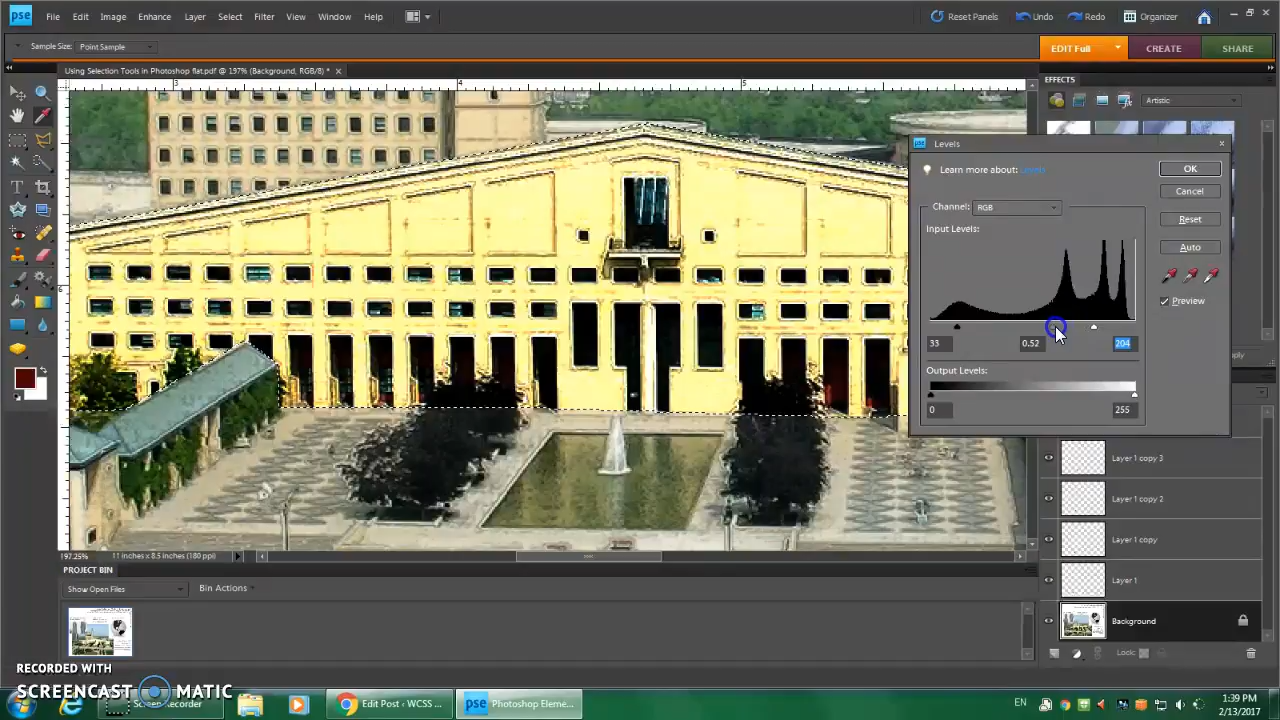 pse File Edit Image Enhance Layer Select Filter View Window Help Reset Panels Undo Redo Organizer
Sample Size: Point Sample EDIT Full CREATE SHARE
Using Selection Tools in Photoshop flat.pdf @ 197% (Background, RGB/8) * × EFFECTS
3 4 5
Artistic
Levels
Learn more about: Levels OK
Cancel
Channel: RGB Reset
Input Levels: Auto
Preview
33 0.52 204
Output Levels:
0 255
6
Layer 1 copy 3
Layer 1 copy 2
Layer 1 copy
Layer 1
Background
Lock:
197.25% 11 inches x 8.5 inches (180 ppi)
PROJECT BIN
Show Open Files Bin Actions
RECORDED WITH
SCREENCAST MATIC
Screen Recorder Edit Post ‹ WCSS ... pse Photoshop Eleme... EN 1:39 PM
2/13/2017